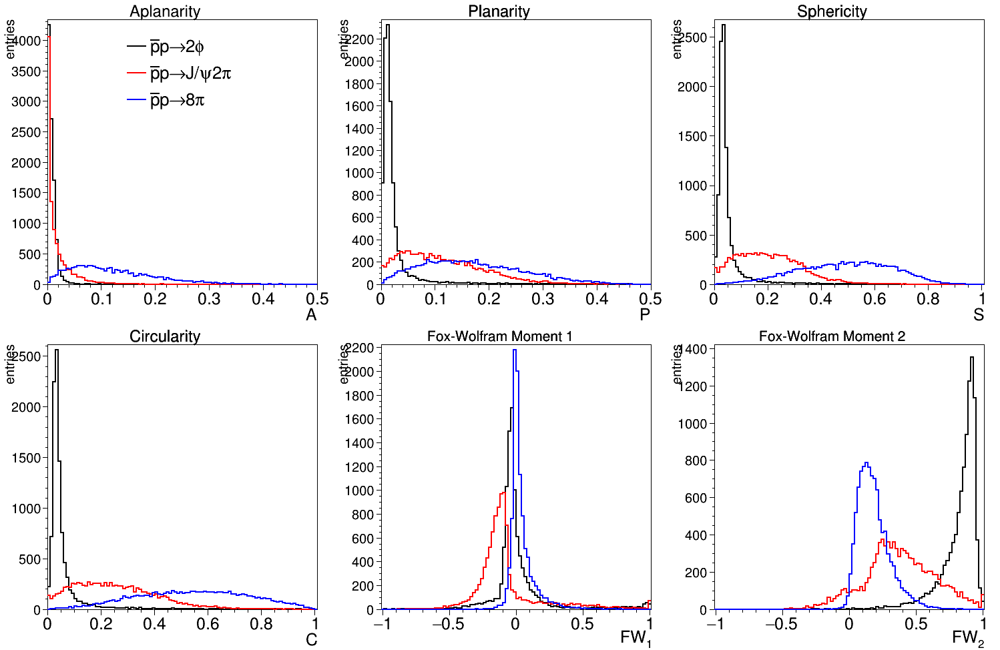 Aplanarity
entries
p̅p→2ϕ
p̅p→J/ψ2π
p̅p→8π
4000
3500
3000
2500
2000
1500
1000
500
0
0 0.1 0.2 0.3 0.4 0.5
A
Planarity
entries
2200
2000
1800
1600
1400
1200
1000
800
600
400
200
0
0 0.1 0.2 0.3 0.4 0.5
P
Sphericity
entries
2500
2000
1500
1000
500
0
0 0.2 0.4 0.6 0.8 1
S
Circularity
entries
2500
2000
1500
1000
500
0
0 0.2 0.4 0.6 0.8 1
C
Fox-Wolfram Moment 1
entries
2200
2000
1800
1600
1400
1200
1000
800
600
400
200
0
−1 −0.5 0 0.5 1
FW₁
Fox-Wolfram Moment 2
entries
1400
1200
1000
800
600
400
200
0
−1 −0.5 0 0.5 1
FW₂